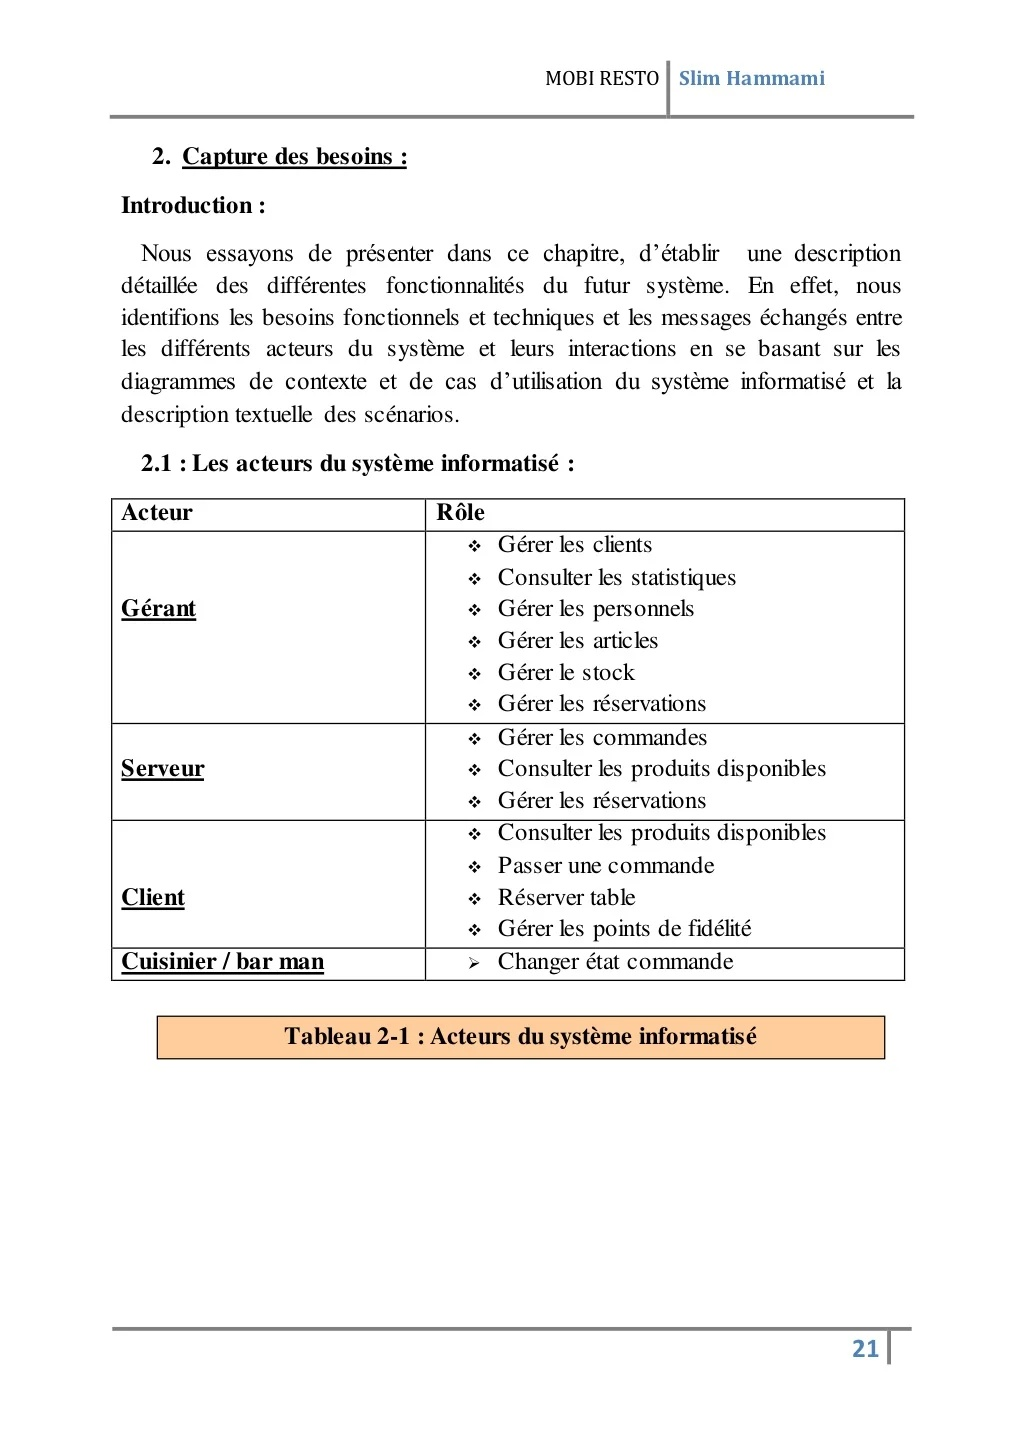 MOBI RESTO Slim Hammami
2. Capture des besoins :
Introduction :
Nous essayons de présenter dans ce chapitre, d’établir une description
détaillée des différentes fonctionnalités du futur système. En effet, nous
identifions les besoins fonctionnels et techniques et les messages échangés entre
les différents acteurs du système et leurs interactions en se basant sur les
diagrammes de contexte et de cas d’utilisation du système informatisé et la
description textuelle des scénarios.
2.1 : Les acteurs du système informatisé :
Acteur Rôle
❖ Gérer les clients
❖ Consulter les statistiques
Gérant ❖ Gérer les personnels
❖ Gérer les articles
❖ Gérer le stock
❖ Gérer les réservations
❖ Gérer les commandes
Serveur ❖ Consulter les produits disponibles
❖ Gérer les réservations
❖ Consulter les produits disponibles
❖ Passer une commande
Client ❖ Réserver table
❖ Gérer les points de fidélité
Cuisinier / bar man ➢ Changer état commande
Tableau 2-1 : Acteurs du système informatisé
21